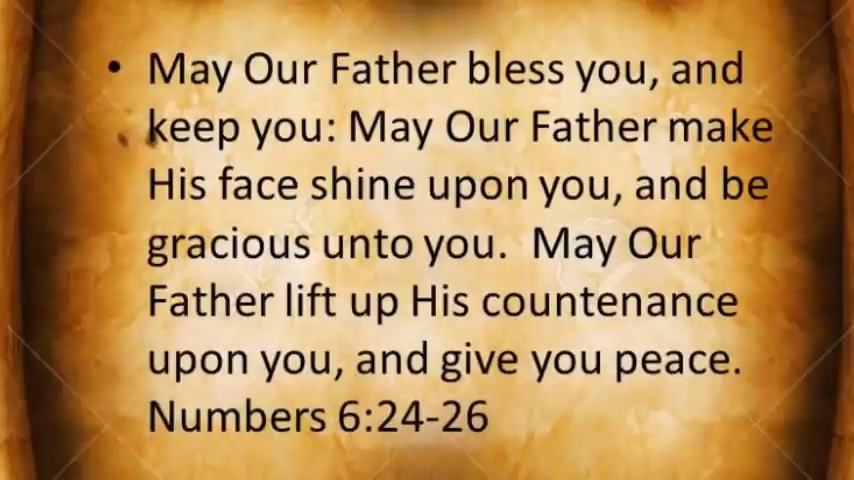 • May Our Father bless you, and
keep you: May Our Father make
His face shine upon you, and be
gracious unto you.  May Our
Father lift up His countenance
upon you, and give you peace.
Numbers 6:24-26